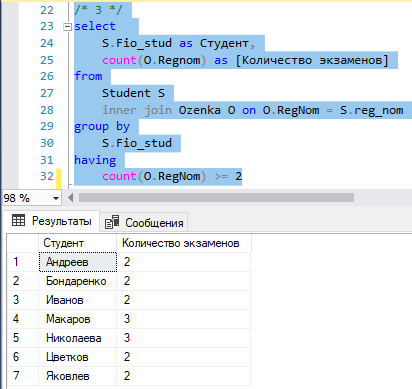 22 /* 3 */
23 select
24 S.Fio_stud as Студент,
25 count(O.Regnom) as [Количество экзаменов]
26 from
27 Student S
28 inner join Ozenka O on O.RegNom = S.reg_nom
29 group by
30 S.Fio_stud
31 having
32 count(O.RegNom) >= 2
98 %
Результаты Сообщения
Студент Количество экзаменов
1 Андреев 2
2 Бондаренко 2
3 Иванов 2
4 Макаров 3
5 Николаева 3
6 Цветков 2
7 Яковлев 2